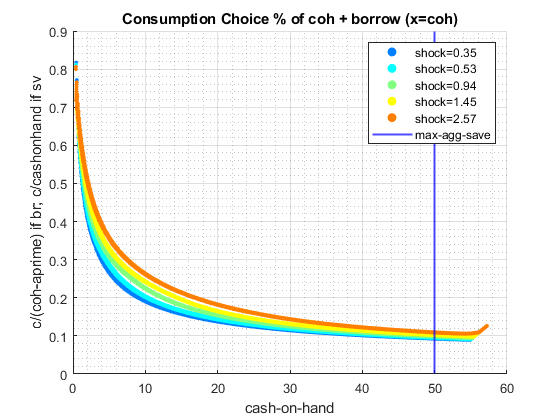 Consumption Choice % of coh + borrow (x=coh)
c/(coh-aprime) if br, c/cashonhand if sv
0.9
0.8
0.7
0.6
0.5
0.4
0.3
0.2
0.1
0
0 10 20 30 40 50 60
cash-on-hand
shock=0.35
shock=0.53
shock=0.94
shock=1.45
shock=2.57
max-agg-save